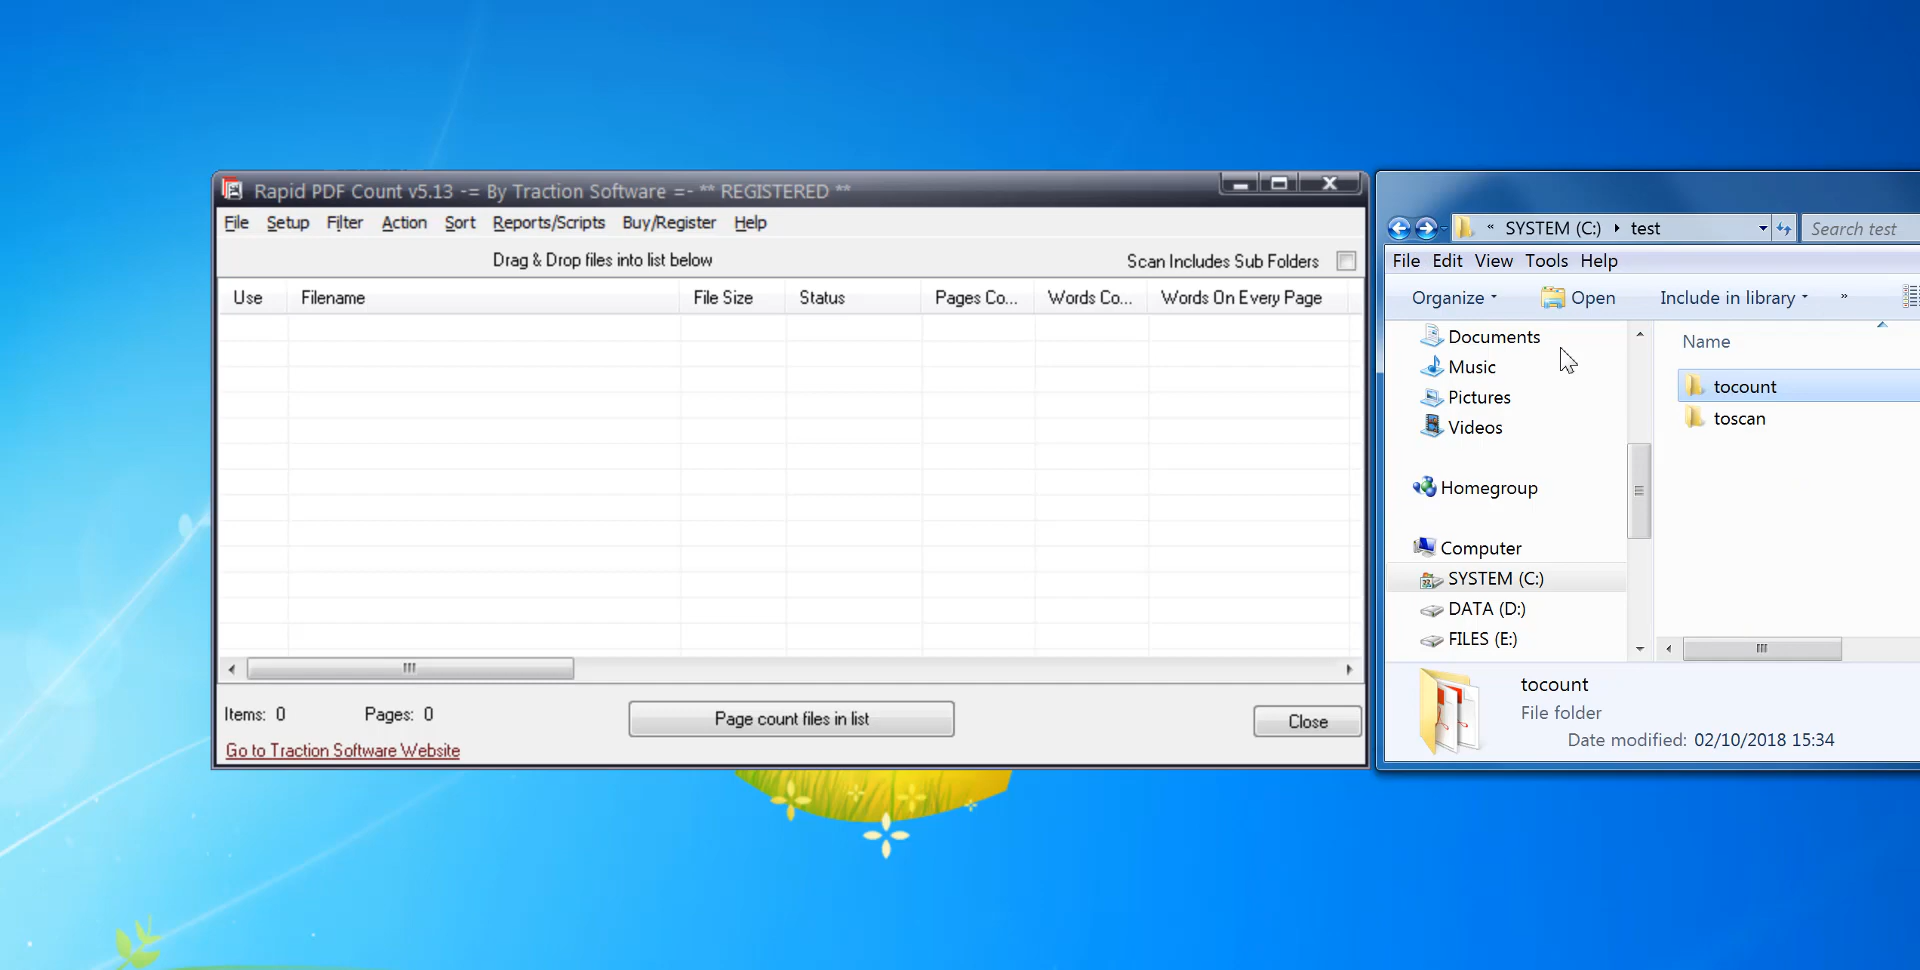 Rapid PDF Count v5.13 -= By Traction Software =- ** REGISTERED **
File Setup Filter Action Sort Reports/Scripts Buy/Register Help
Drag & Drop files into list below
Scan Includes Sub Folders
Use Filename File Size Status Pages Co... Words Co... Words On Every Page
Items: 0 Pages: 0
Page count files in list
Close
Go to Traction Software Website
« SYSTEM (C:) test
Search test
File Edit View Tools Help
Organize Open Include in library »
Documents
Music
Pictures
Videos
Homegroup
Computer
SYSTEM (C:)
DATA (D:)
FILES (E:)
Name
tocount
toscan
tocount
File folder
Date modified: 02/10/2018 15:34